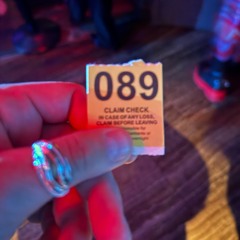 089
CLAIM CHECK
IN CASE OF ANY LOSS,
CLAIM BEFORE LEAVING